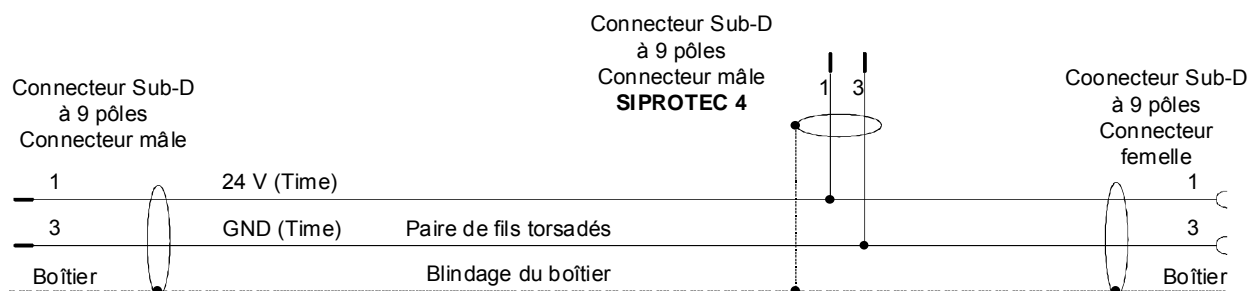 Connecteur Sub-D
à 9 pôles
Connecteur mâle
Connecteur Sub-D
à 9 pôles
Connecteur mâle
SIPROTEC 4
1 3
Coonecteur Sub-D
à 9 pôles
Connecteur
femelle
1 24 V (Time) 1
3 GND (Time) Paire de fils torsadés 3
Boîtier Blindage du boîtier Boîtier